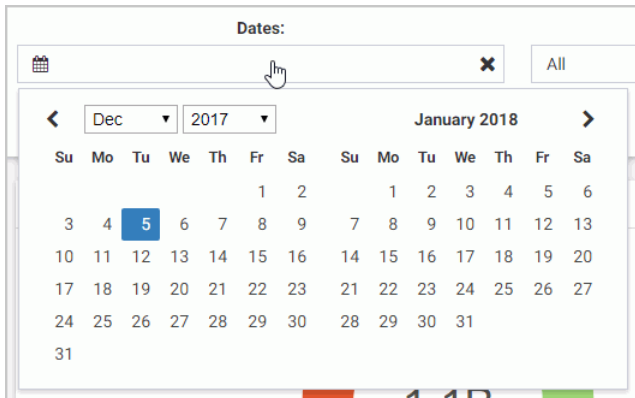 Dates:
All
Dec 2017 January 2018
Su Mo Tu We Th Fr Sa Su Mo Tu We Th Fr Sa
1 2 1 2 3 4 5 6
3 4 5 6 7 8 9 7 8 9 10 11 12 13
10 11 12 13 14 15 16 14 15 16 17 18 19 20
17 18 19 20 21 22 23 21 22 23 24 25 26 27
24 25 26 27 28 29 30 28 29 30 31
31